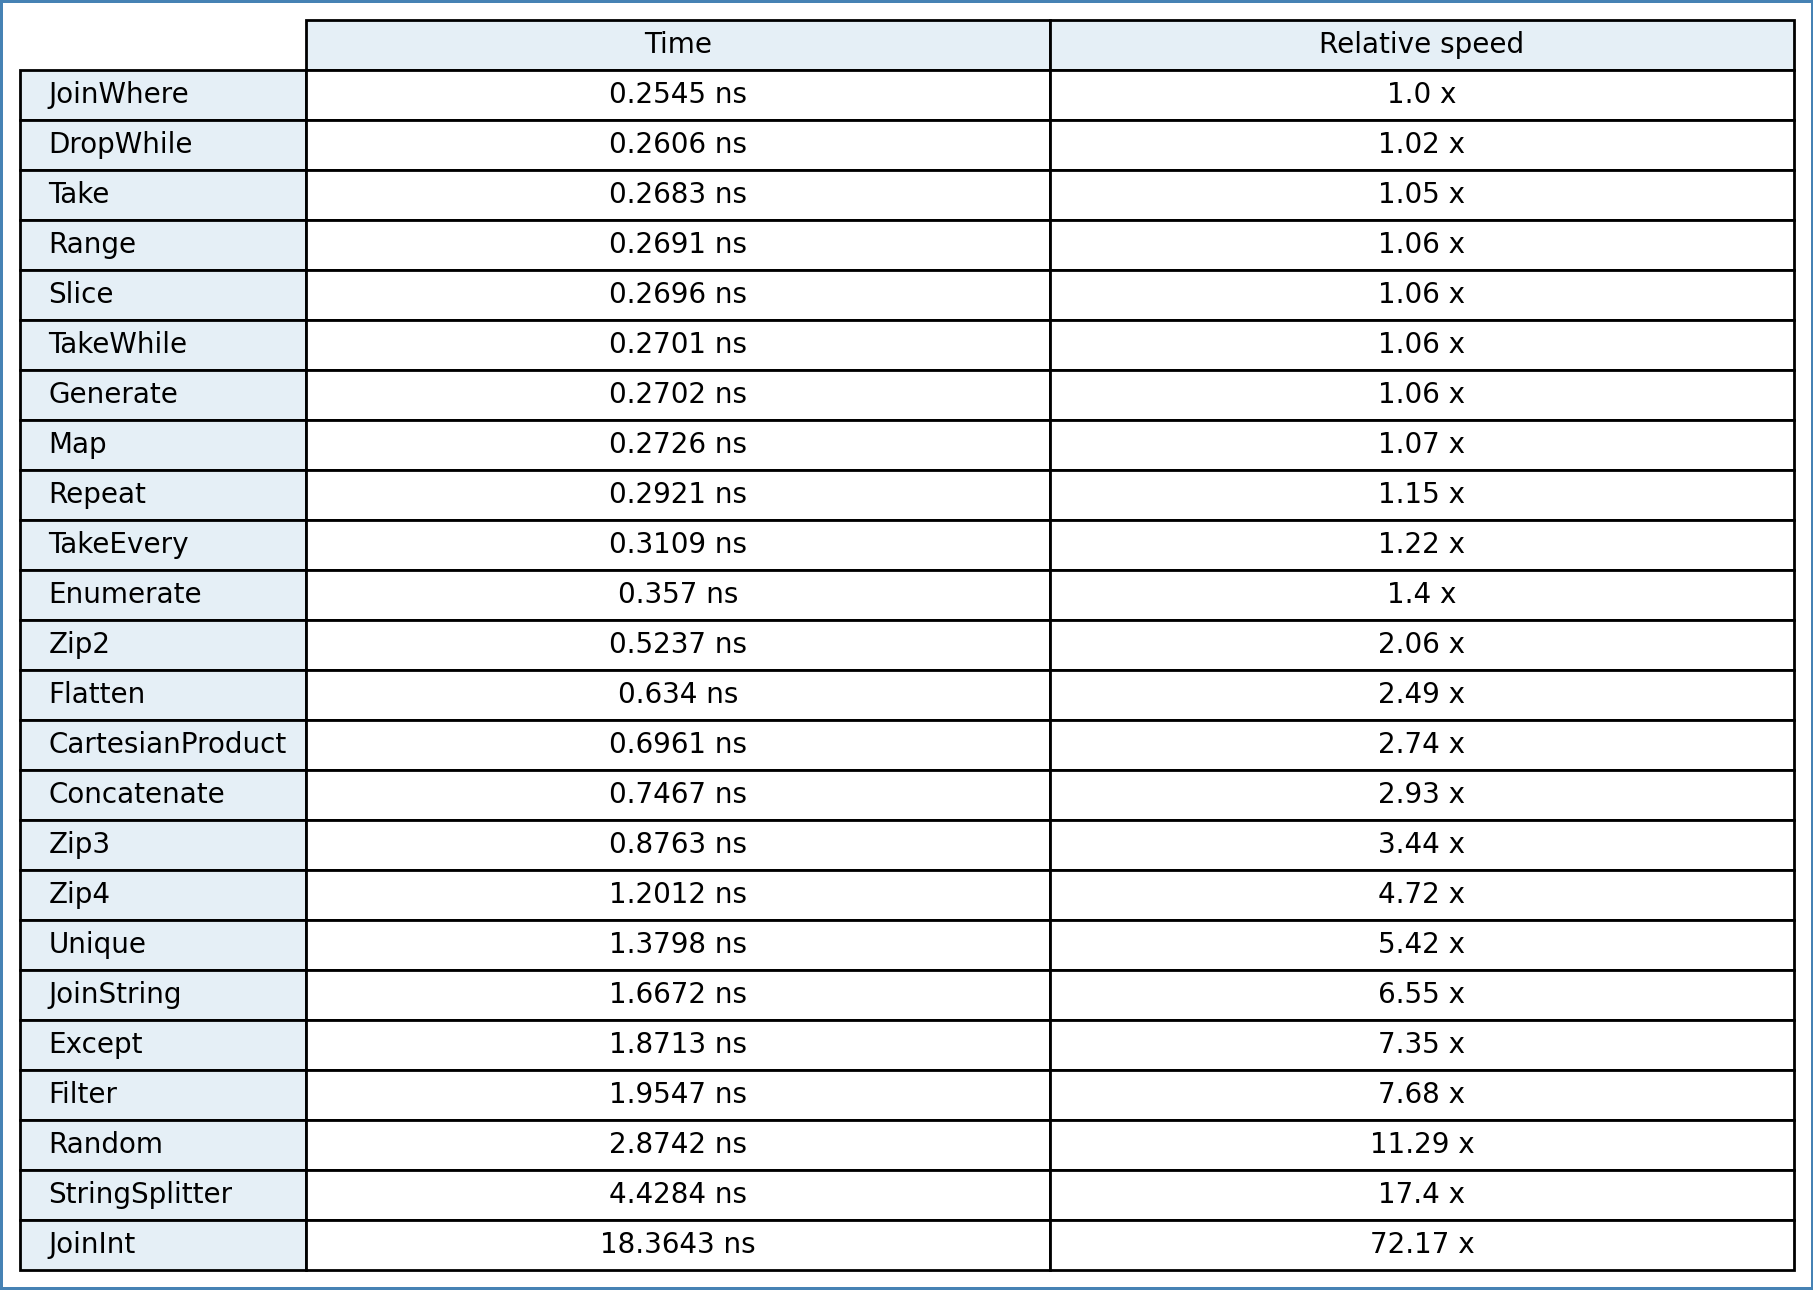 Time Relative speed
JoinWhere 0.2545 ns 1.0 x
DropWhile 0.2606 ns 1.02 x
Take 0.2683 ns 1.05 x
Range 0.2691 ns 1.06 x
Slice 0.2696 ns 1.06 x
TakeWhile 0.2701 ns 1.06 x
Generate 0.2702 ns 1.06 x
Map 0.2726 ns 1.07 x
Repeat 0.2921 ns 1.15 x
TakeEvery 0.3109 ns 1.22 x
Enumerate 0.357 ns 1.4 x
Zip2 0.5237 ns 2.06 x
Flatten 0.634 ns 2.49 x
CartesianProduct 0.6961 ns 2.74 x
Concatenate 0.7467 ns 2.93 x
Zip3 0.8763 ns 3.44 x
Zip4 1.2012 ns 4.72 x
Unique 1.3798 ns 5.42 x
JoinString 1.6672 ns 6.55 x
Except 1.8713 ns 7.35 x
Filter 1.9547 ns 7.68 x
Random 2.8742 ns 11.29 x
StringSplitter 4.4284 ns 17.4 x
JoinInt 18.3643 ns 72.17 x